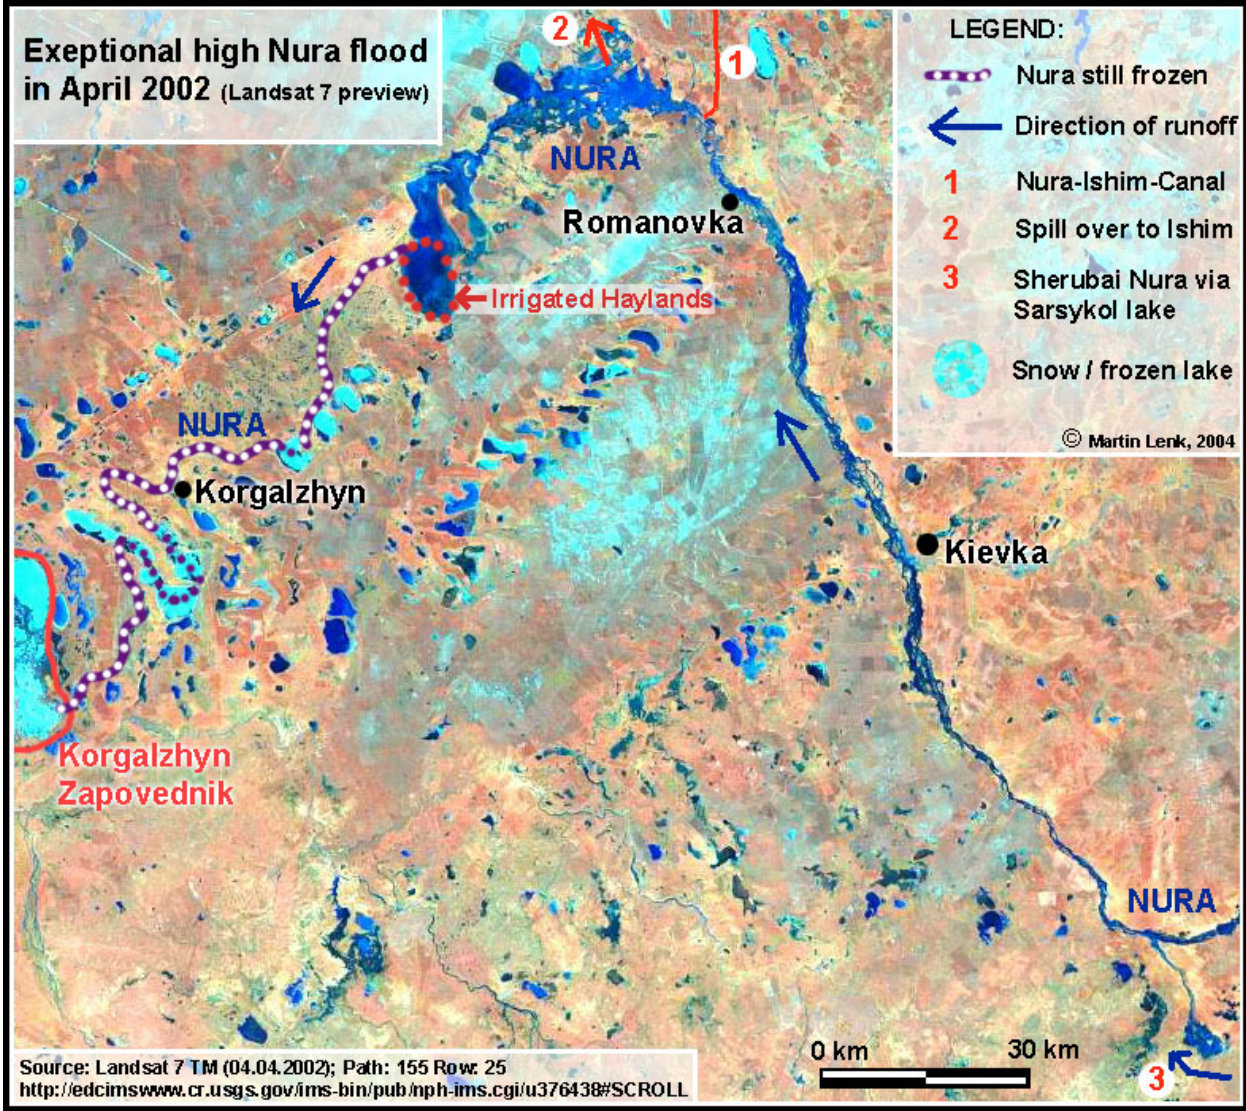 Exeptional high Nura flood
in April 2002 (Landsat 7 preview)
2
1
LEGEND:
Nura still frozen
Direction of runoff
1 Nura-Ishim-Canal
2 Spill over to Ishim
3 Sherubai Nura via
Sarsykol lake
Snow / frozen lake
© Martin Lenk, 2004
NURA
Romanovka
Irrigated Haylands
NURA
Korgalzhyn
Kievka
Korgalzhyn
Zapovednik
NURA
0 km 30 km
3
Source: Landsat 7 TM (04.04.2002); Path: 155 Row: 25
http://edcimswww.cr.usgs.gov/ims-bin/pub/nph-ims.cgi/u376438#SCROLL